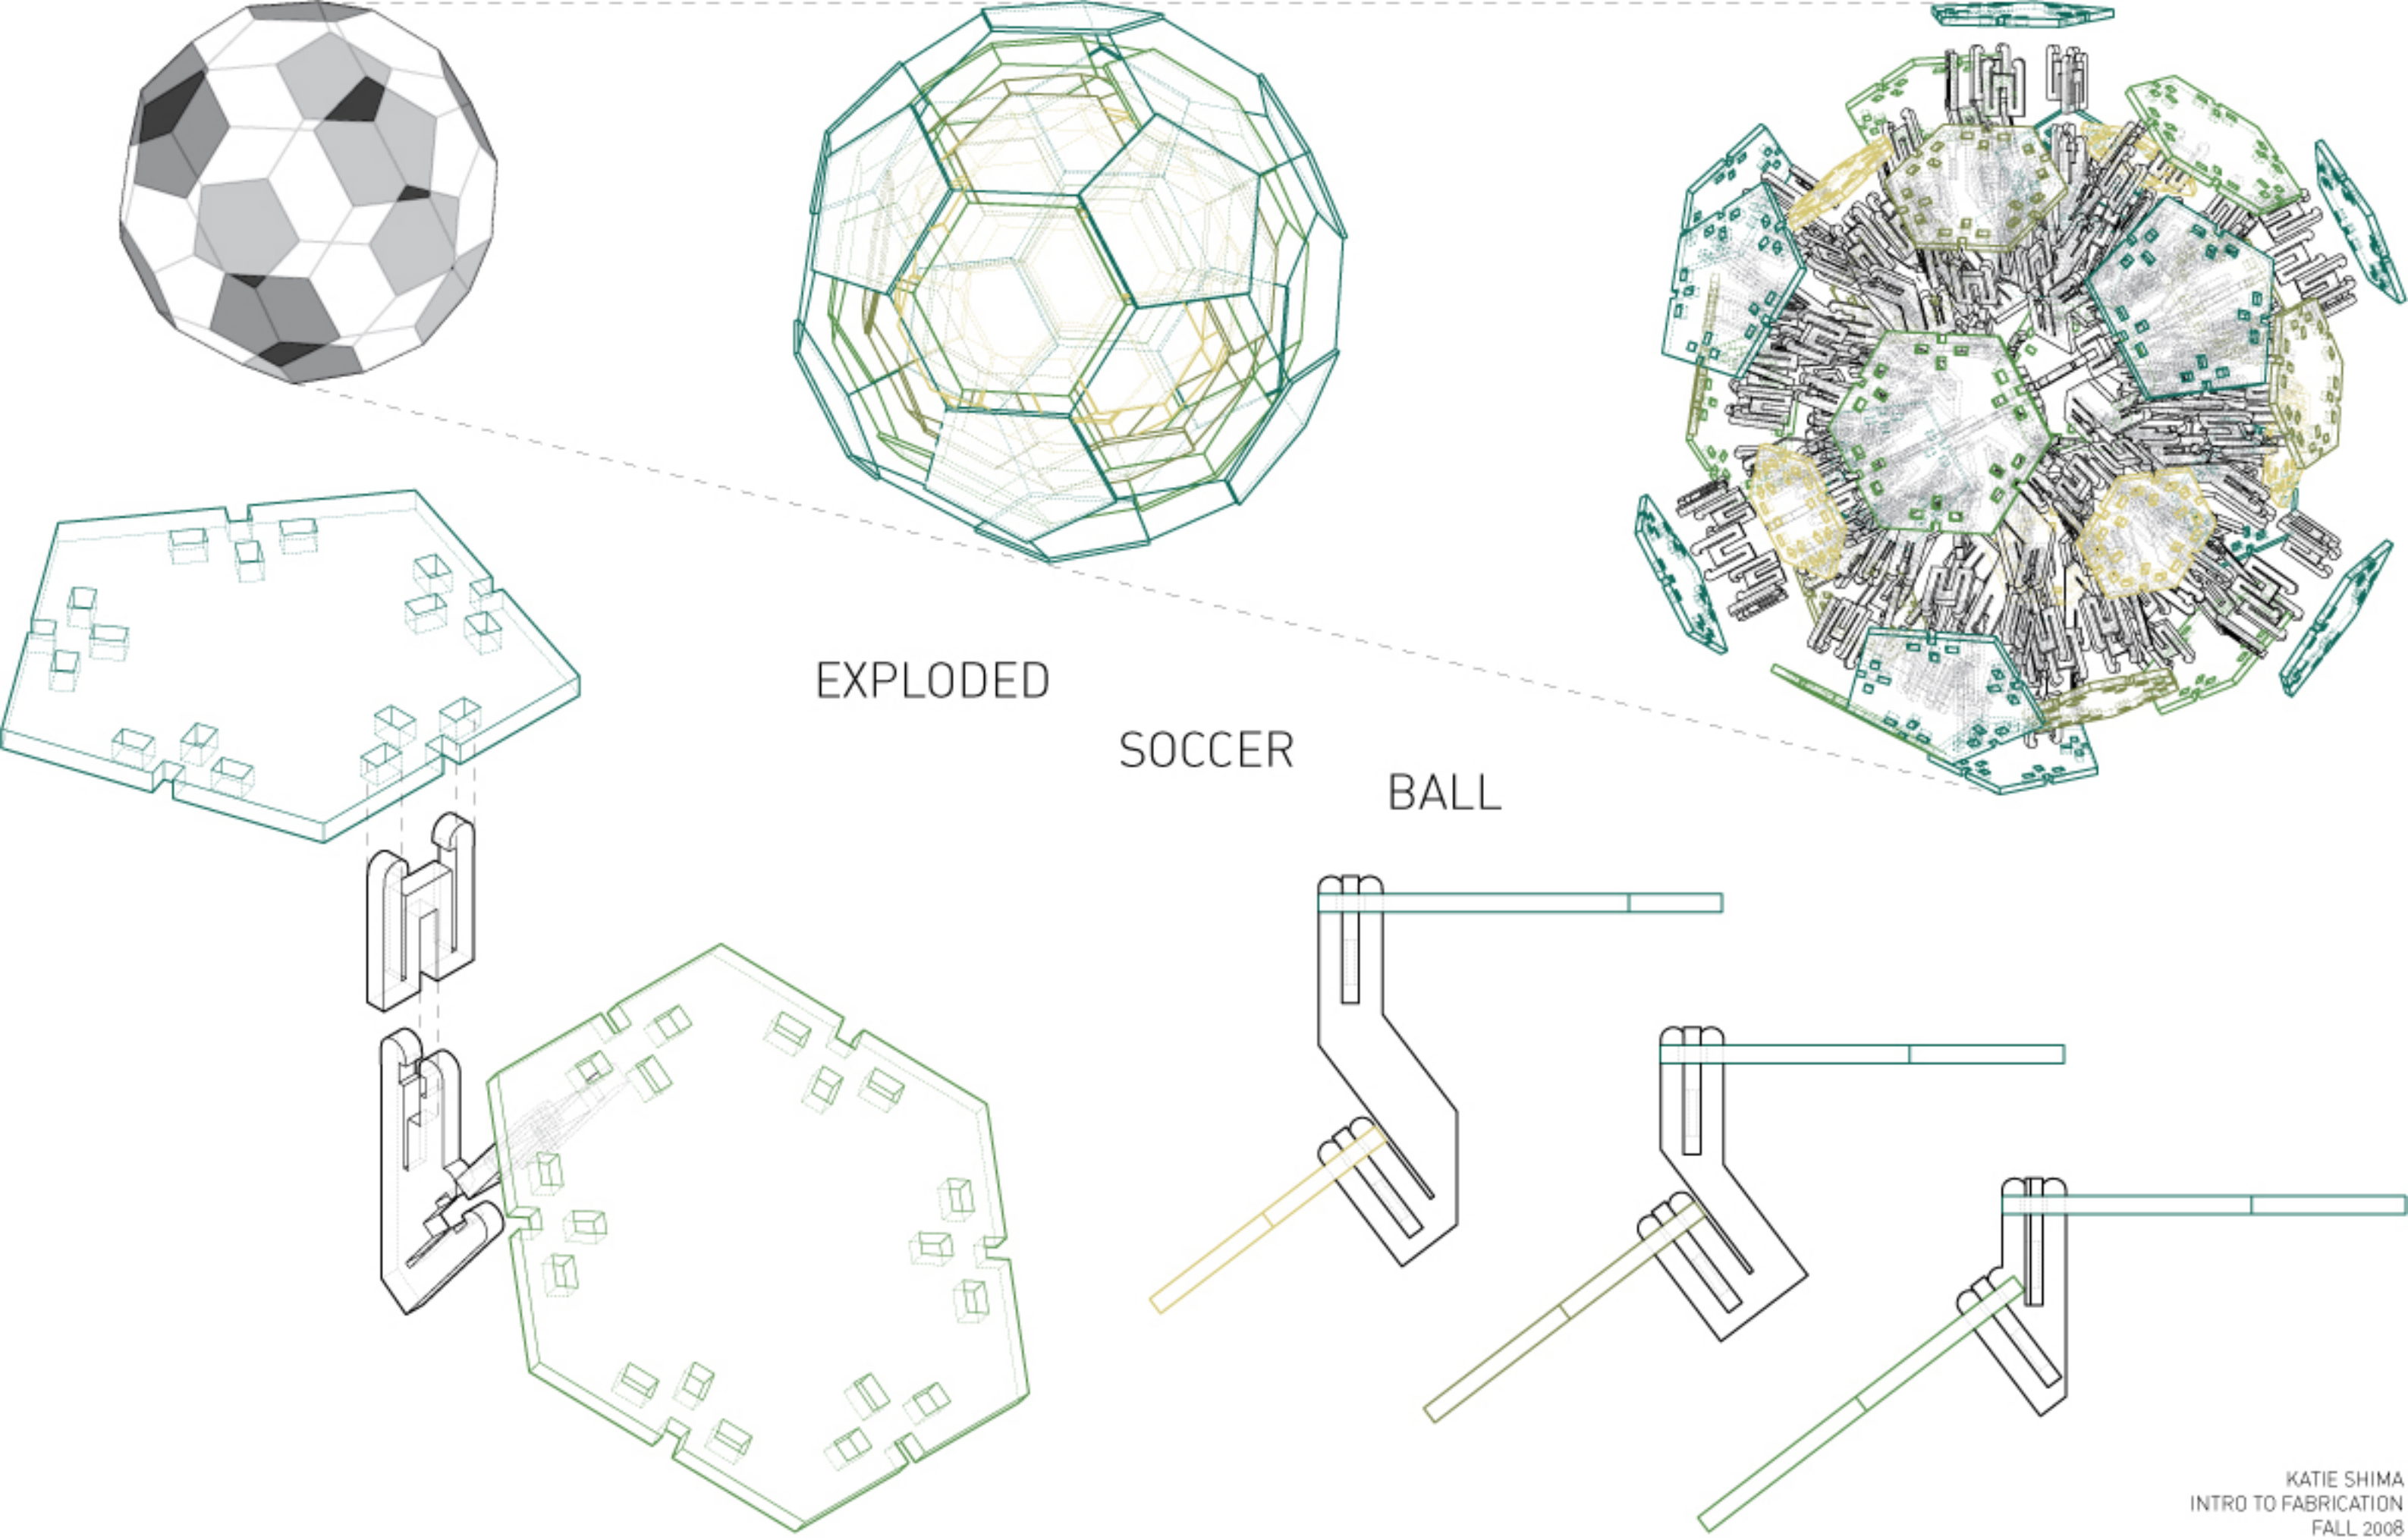 EXPLODED
SOCCER
BALL
KATIE SHIMA
INTRO TO FABRICATION
FALL 2008